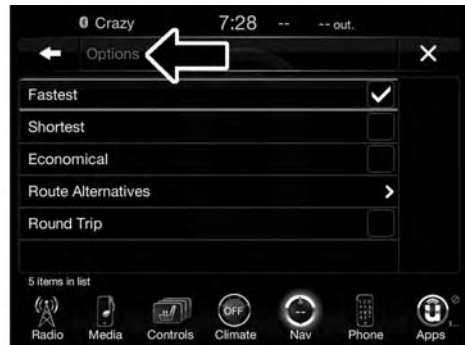 Crazy 7:28 -- -- out.
Options
Fastest
Shortest
Economical
Route Alternatives
Round Trip
5 items in list
OFF --
Radio Media Controls Climate Nav Phone Apps